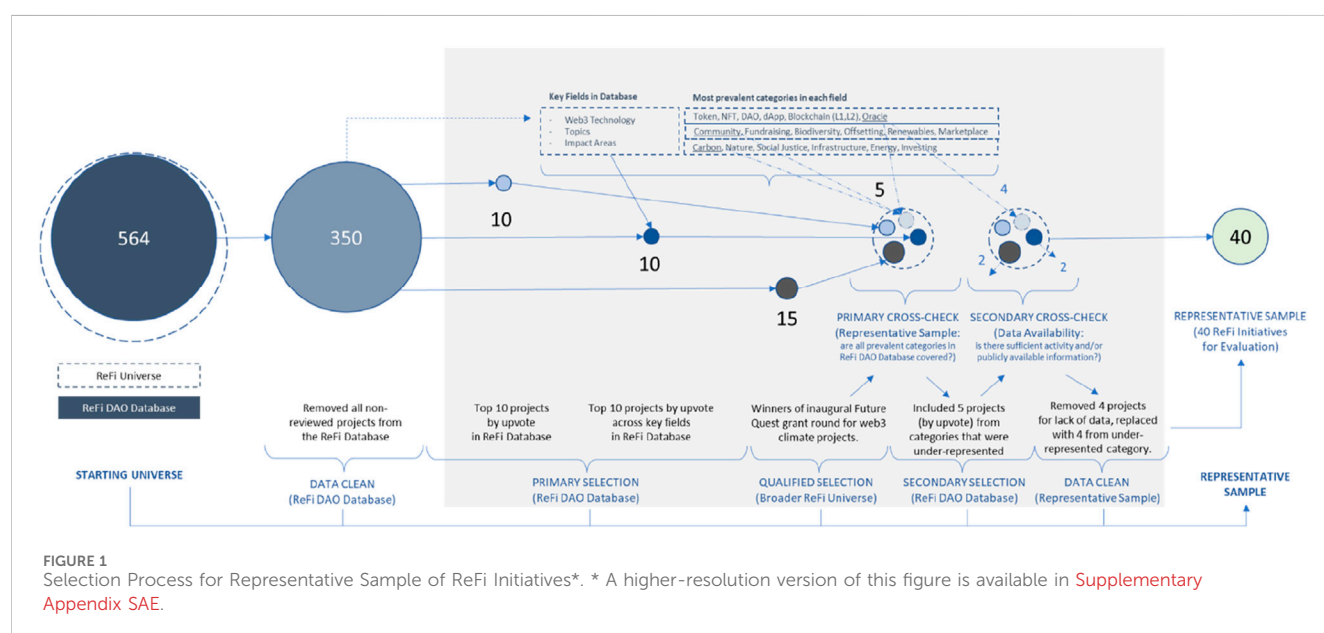 Key Fields in Database
- Web3 Technology
- Topics
- Impact Areas
Most prevalent categories in each field
Token, NFT, DAO, dApp, Blockchain (L1,L2), Oracle
Community, Fundraising, Biodiversity, Offsetting, Renewables, Marketplace
Carbon, Nature, Social Justice, Infrastructure, Energy, Investing
564
350
10
10
15
5
4
2
2
40
PRIMARY CROSS-CHECK
(Representative Sample:
are all prevalent categories in
ReFi DAO Database covered?)
SECONDARY CROSS-CHECK
(Data Availability:
Is there sufficient activity and/or
publicly available information?)
REPRESENTATIVE SAMPLE
(40 ReFi Initiatives
for Evaluation)
ReFi Universe
ReFi DAO Database
Removed all non-
reviewed projects from
the ReFi Database
Top 10 projects
by upvote
in ReFi Database
Top 10 projects by upvote
across key fields
in ReFi Database
Winners of inaugural Future
Quest grant round for web3
climate projects.
Included 5 projects
(by upvote) from
categories that were
under-represented
Removed 4 projects
for lack of data, replaced
with 4 from under-
represented category.
STARTING UNIVERSE
DATA CLEAN
(ReFi DAO Database)
PRIMARY SELECTION
(ReFi DAO Database)
QUALIFIED SELECTION
(Broader ReFi Universe)
SECONDARY SELECTION
(ReFi DAO Database)
DATA CLEAN
(Representative Sample)
REPRESENTATIVE
SAMPLE
FIGURE 1
Selection Process for Representative Sample of ReFi Initiatives*. * A higher-resolution version of this figure is available in Supplementary
Appendix SAE.